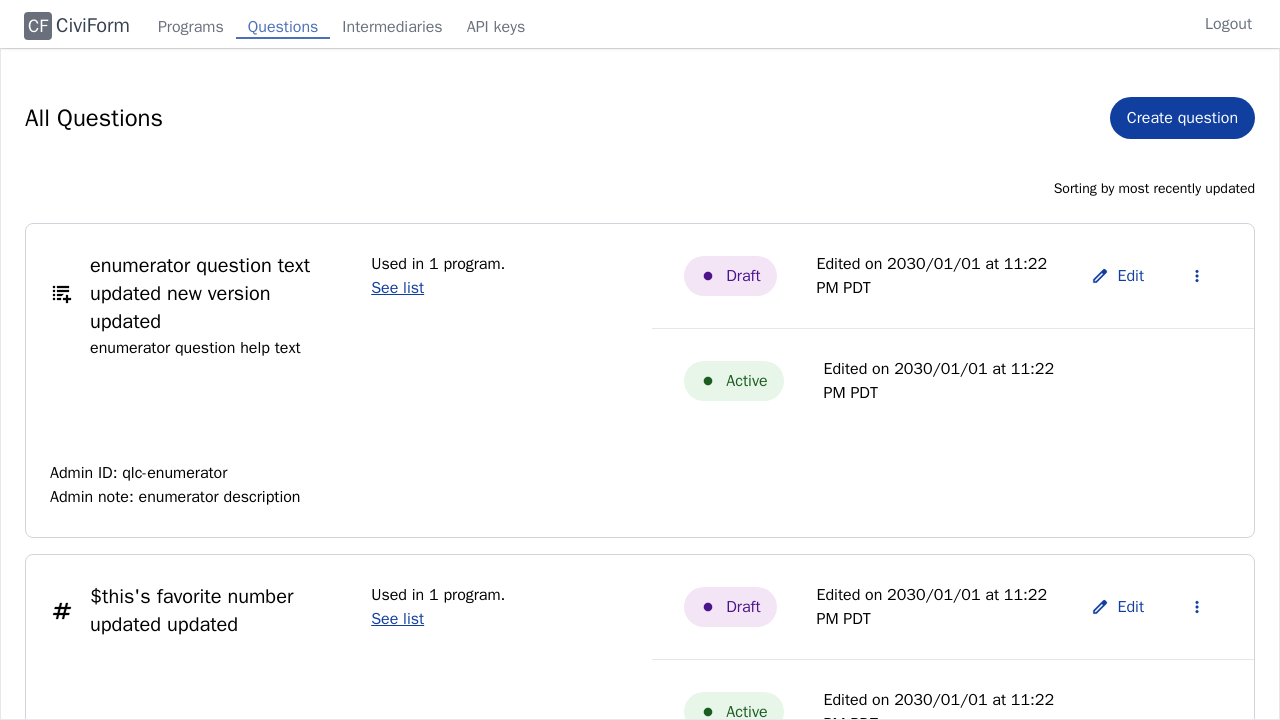 CF CiviForm Programs Questions Intermediaries API keys Logout
All Questions Create question
Sorting by most recently updated
enumerator question text
updated new version
updated
enumerator question help text
Used in 1 program.
See list
Draft
Edited on 2030/01/01 at 11:22
PM PDT
Edit
Active
Edited on 2030/01/01 at 11:22
PM PDT
Admin ID: qlc-enumerator
Admin note: enumerator description
$this's favorite number
updated updated
Used in 1 program.
See list
Draft
Edited on 2030/01/01 at 11:22
PM PDT
Edit
Active
Edited on 2030/01/01 at 11:22
PM PDT